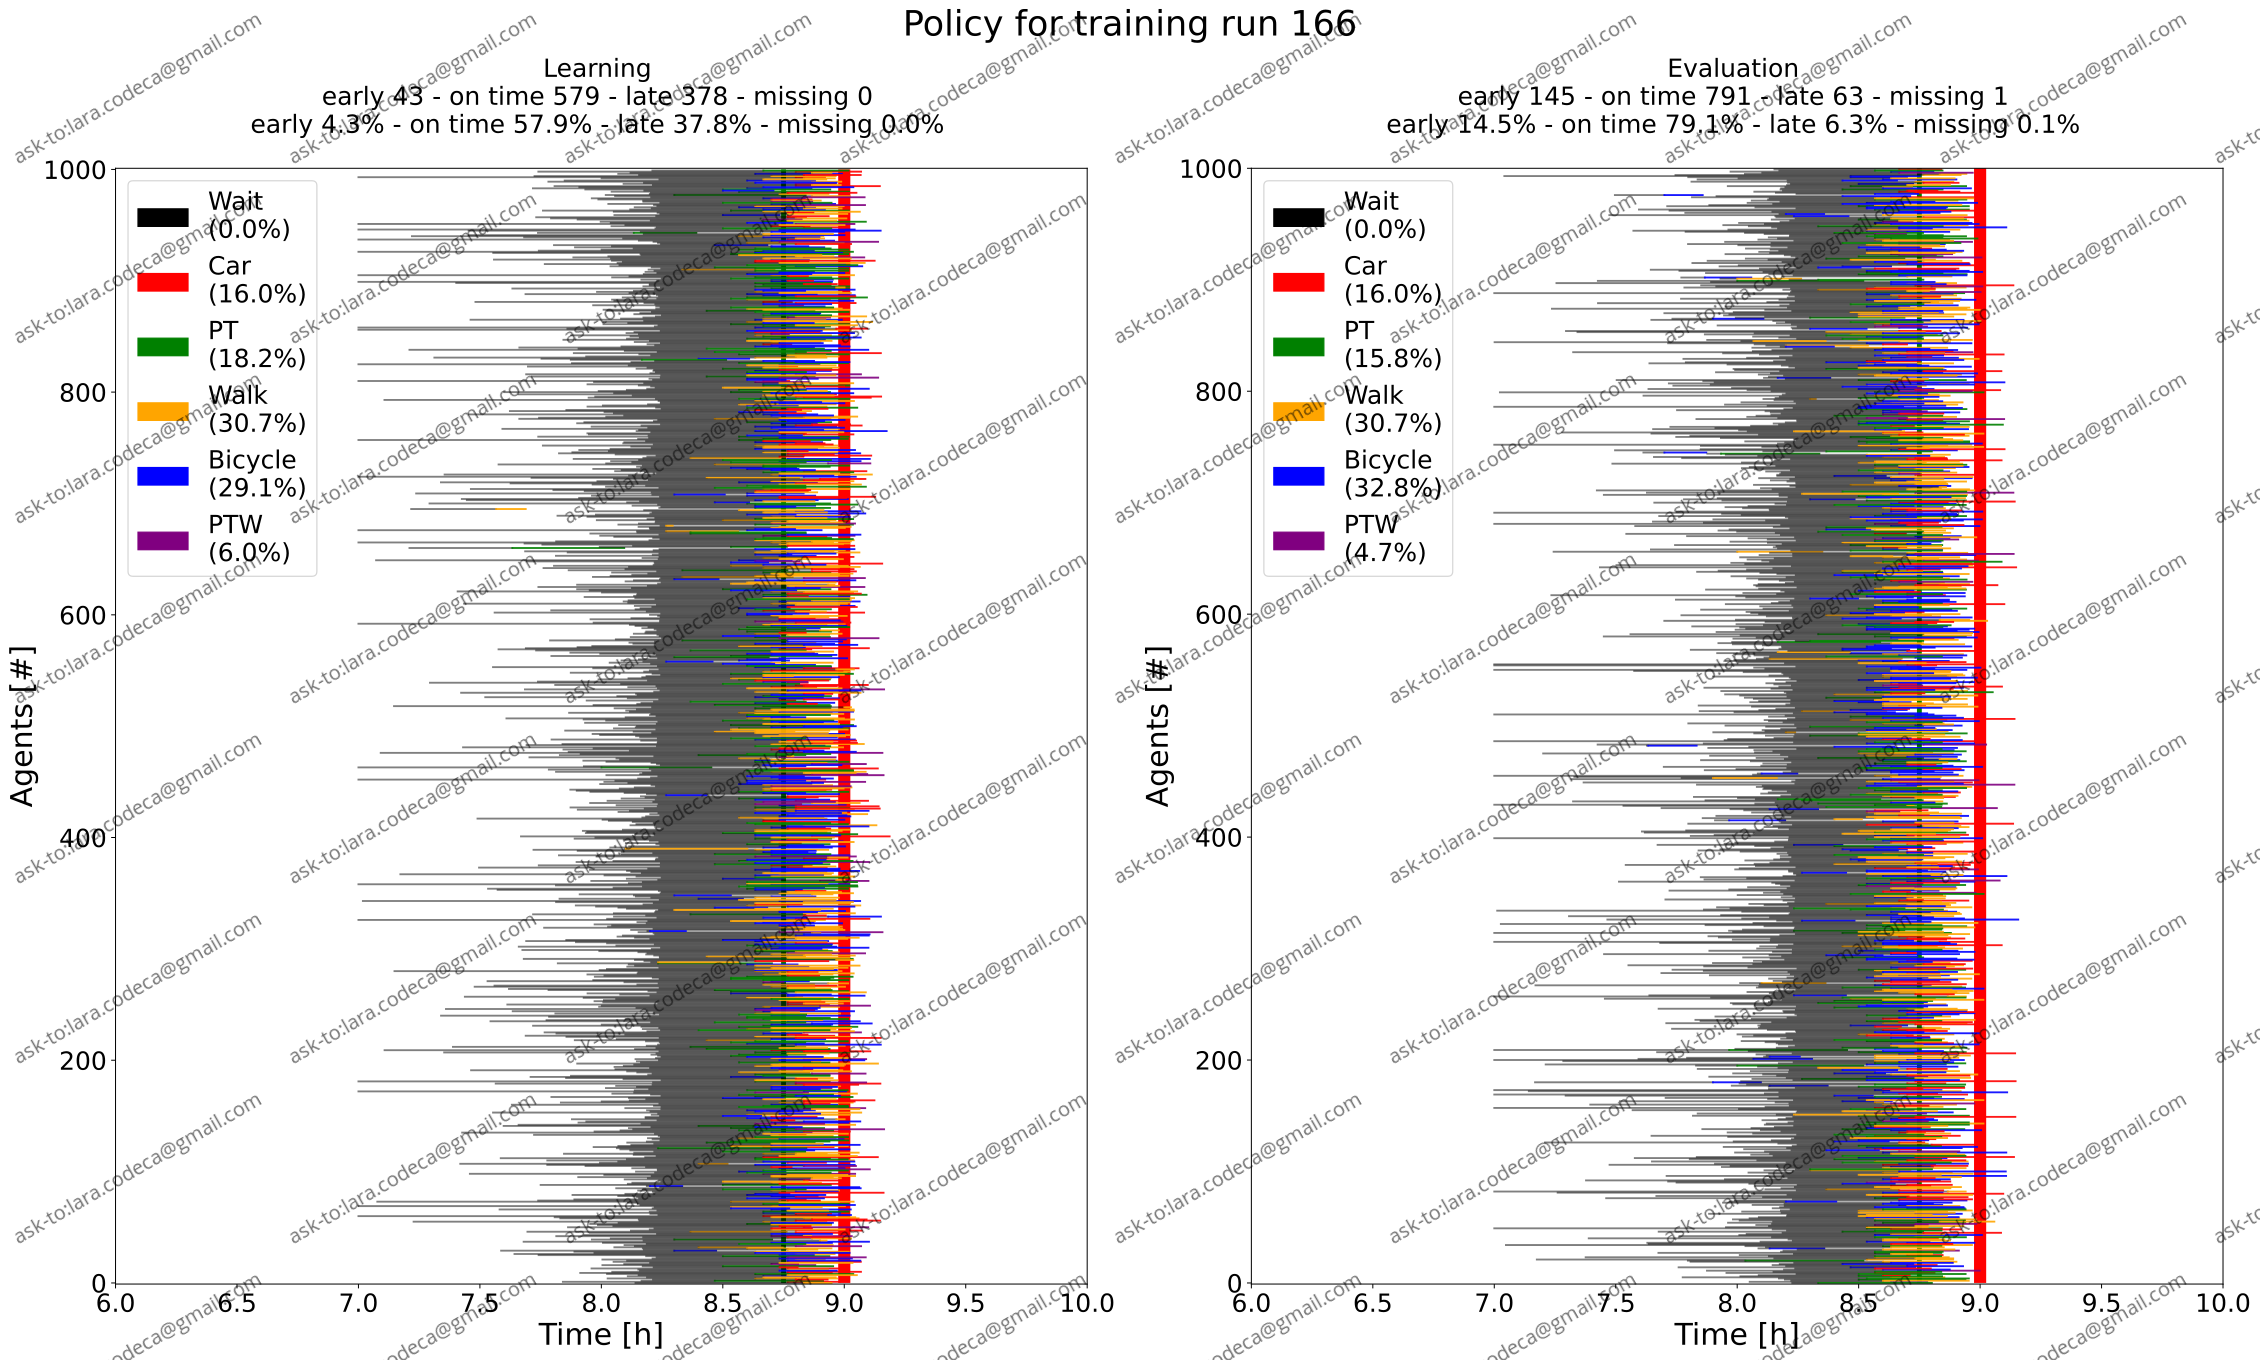 Policy for training run 166
Learning
early 43 - on time 579 - late 378 - missing 0
early 4.3% - on time 57.9% - late 37.8% - missing 0.0%
1000
800
600
400
200
0
Agents [#]
Wait
(0.0%)
Car
(16.0%)
PT
(18.2%)
Walk
(30.7%)
Bicycle
(29.1%)
PTW
(6.0%)
6.0 6.5 7.0 7.5 8.0 8.5 9.0 9.5 10.0
Time [h]
Evaluation
early 145 - on time 791 - late 63 - missing 1
early 14.5% - on time 79.1% - late 6.3% - missing 0.1%
1000
800
600
400
200
0
Agents [#]
Wait
(0.0%)
Car
(16.0%)
PT
(15.8%)
Walk
(30.7%)
Bicycle
(32.8%)
PTW
(4.7%)
6.0 6.5 7.0 7.5 8.0 8.5 9.0 9.5 10.0
Time [h]
ask-to:lara.codeca@gmail.com